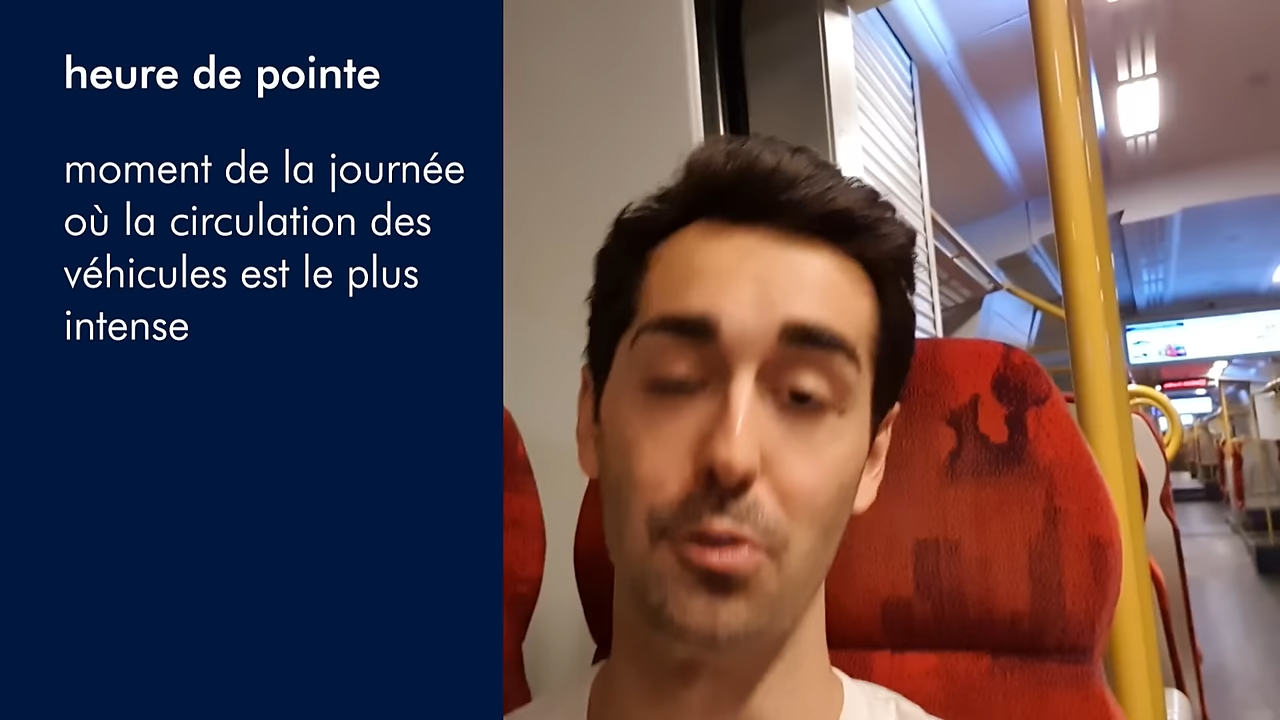 heure de pointe
moment de la journée
où la circulation des
véhicules est le plus
intense